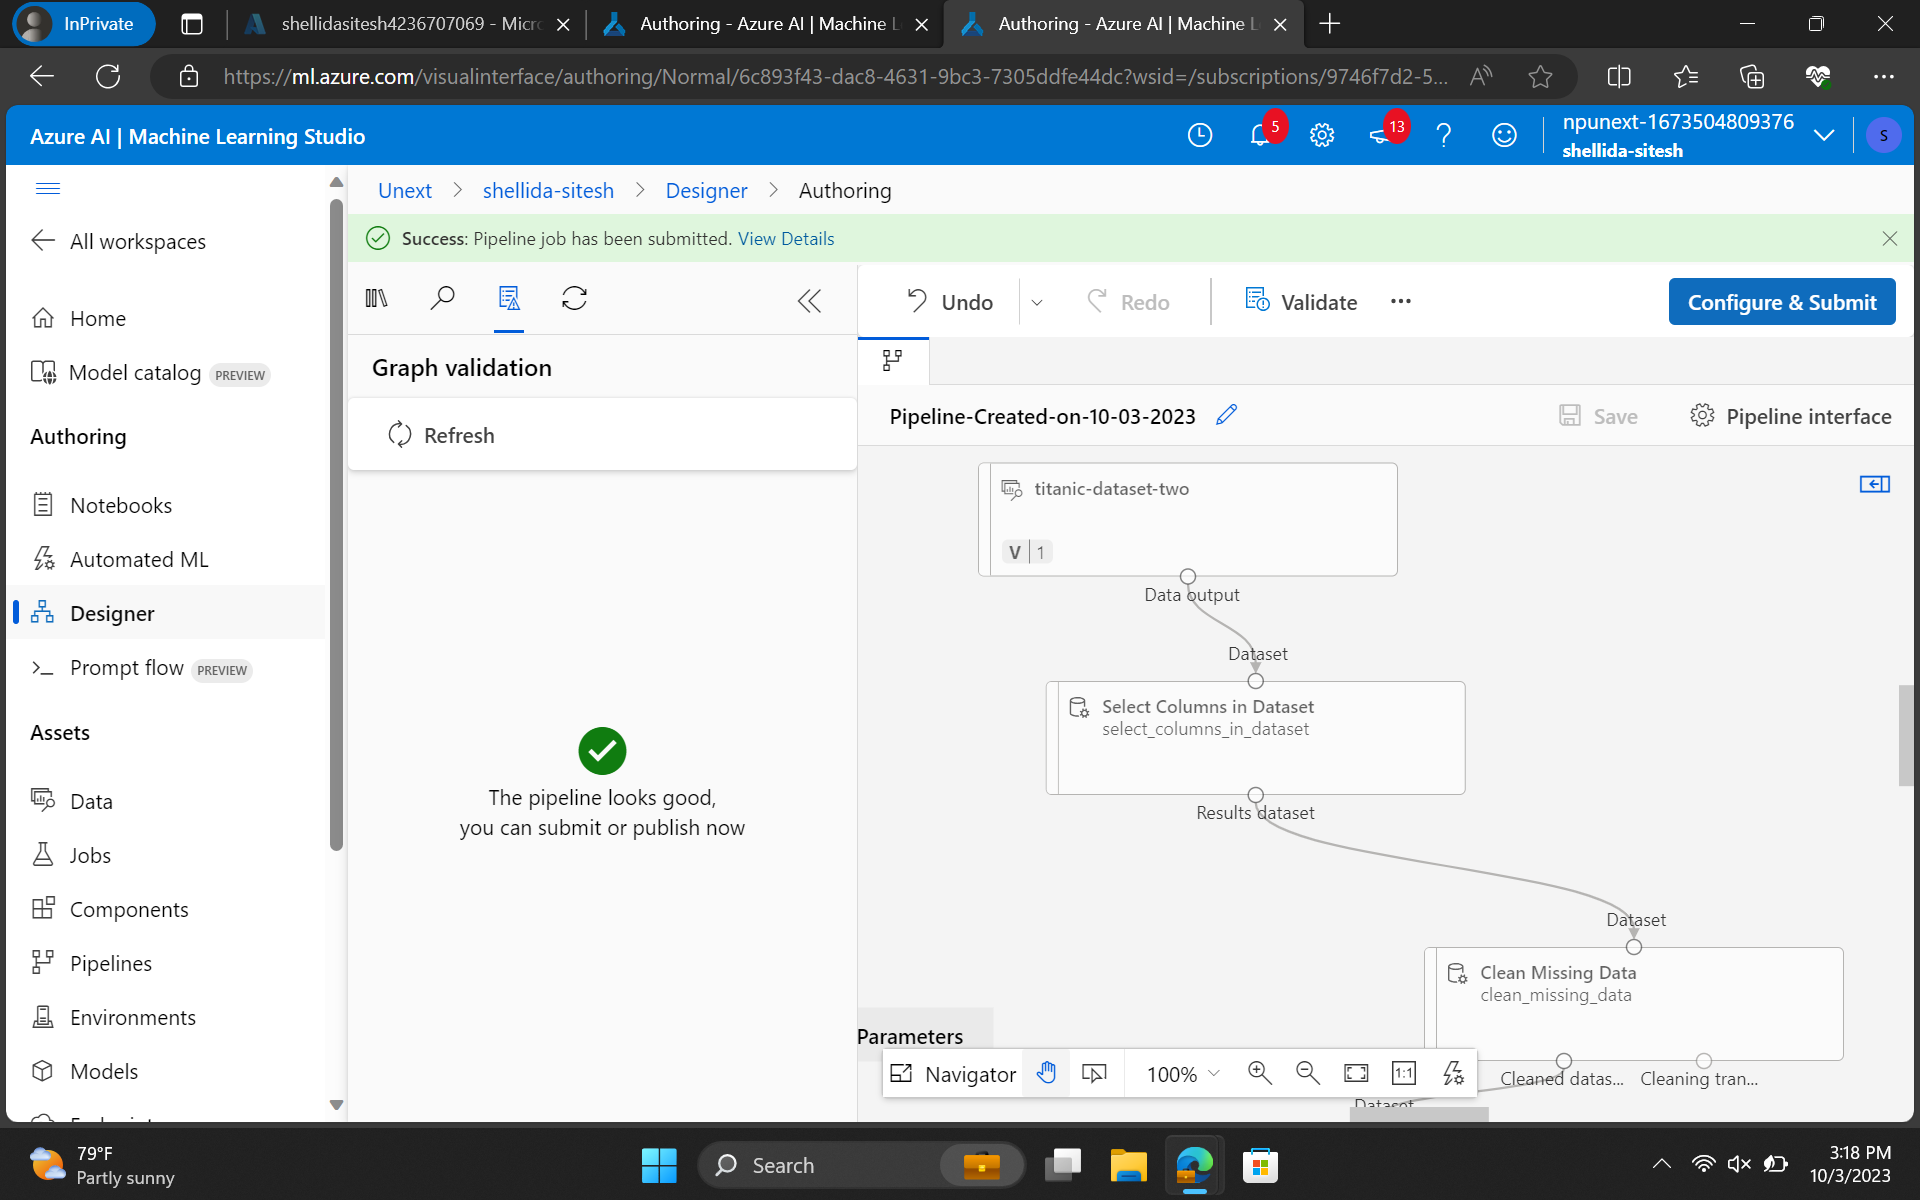 InPrivate
shellidasitesh4236707069 - Micro
Authoring - Azure AI | Machine L
Authoring - Azure AI | Machine L
https://ml.azure.com/visualinterface/authoring/Normal/6c893f43-dac8-4631-9bc3-7305ddfe44dc?wsid=/subscriptions/9746f7d2-5...
Azure AI | Machine Learning Studio
5
13
npunext-1673504809376
shellida-sitesh
S
All workspaces
Home
Model catalog PREVIEW
Authoring
Notebooks
Automated ML
Designer
Prompt flow PREVIEW
Assets
Data
Jobs
Components
Pipelines
Environments
Models
Unext > shellida-sitesh > Designer > Authoring
Success: Pipeline job has been submitted. View Details
Graph validation
Refresh
The pipeline looks good,
you can submit or publish now
Undo
Redo
Validate
Configure & Submit
Pipeline-Created-on-10-03-2023
Save
Pipeline interface
titanic-dataset-two
V 1
Data output
Dataset
Select Columns in Dataset
select_columns_in_dataset
Results dataset
Dataset
Clean Missing Data
clean_missing_data
Cleaned datas...
Cleaning tran...
Parameters
Navigator
100%
1:1
Dataset
79°F
Partly sunny
Search
3:18 PM
10/3/2023